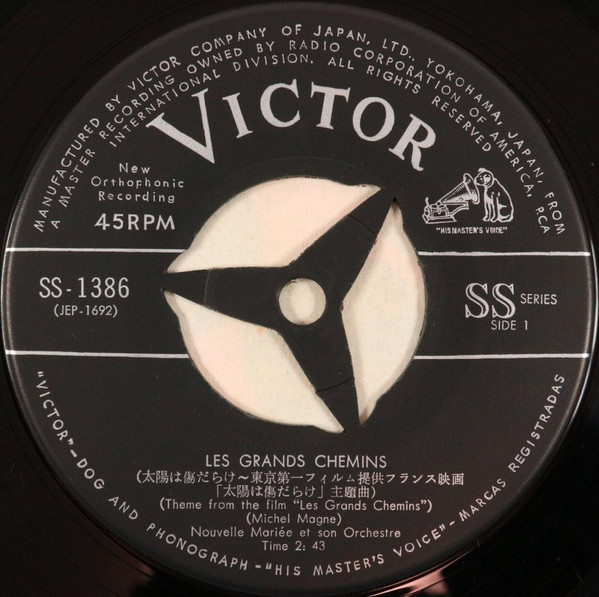 MANUFACTURED BY VICTOR COMPANY OF JAPAN, LTD., YOKOHAMA, JAPAN, FROM
A MASTER RECORDING OWNED BY RADIO CORPORATION OF AMERICA, RCA
INTERNATIONAL DIVISION. ALL RIGHTS RESERVED
VICTOR
New
Orthophonic
Recording
45RPM
"HIS MASTER'S VOICE"
SS-1386
(JEP-1692)
SS SERIES
SIDE 1
LES GRANDS CHEMINS
(太陽は傷だらけ～東京第一フィルム提供フランス映画
「太陽は傷だらけ」主題曲)
(Theme from the film "Les Grands Chemins")
(Michel Magne)
Nouvelle Mariée et son Orchestre
Time 2: 43
"VICTOR"–DOG AND PHONOGRAPH–"HIS MASTER'S VOICE"–MARCAS REGISTRADAS